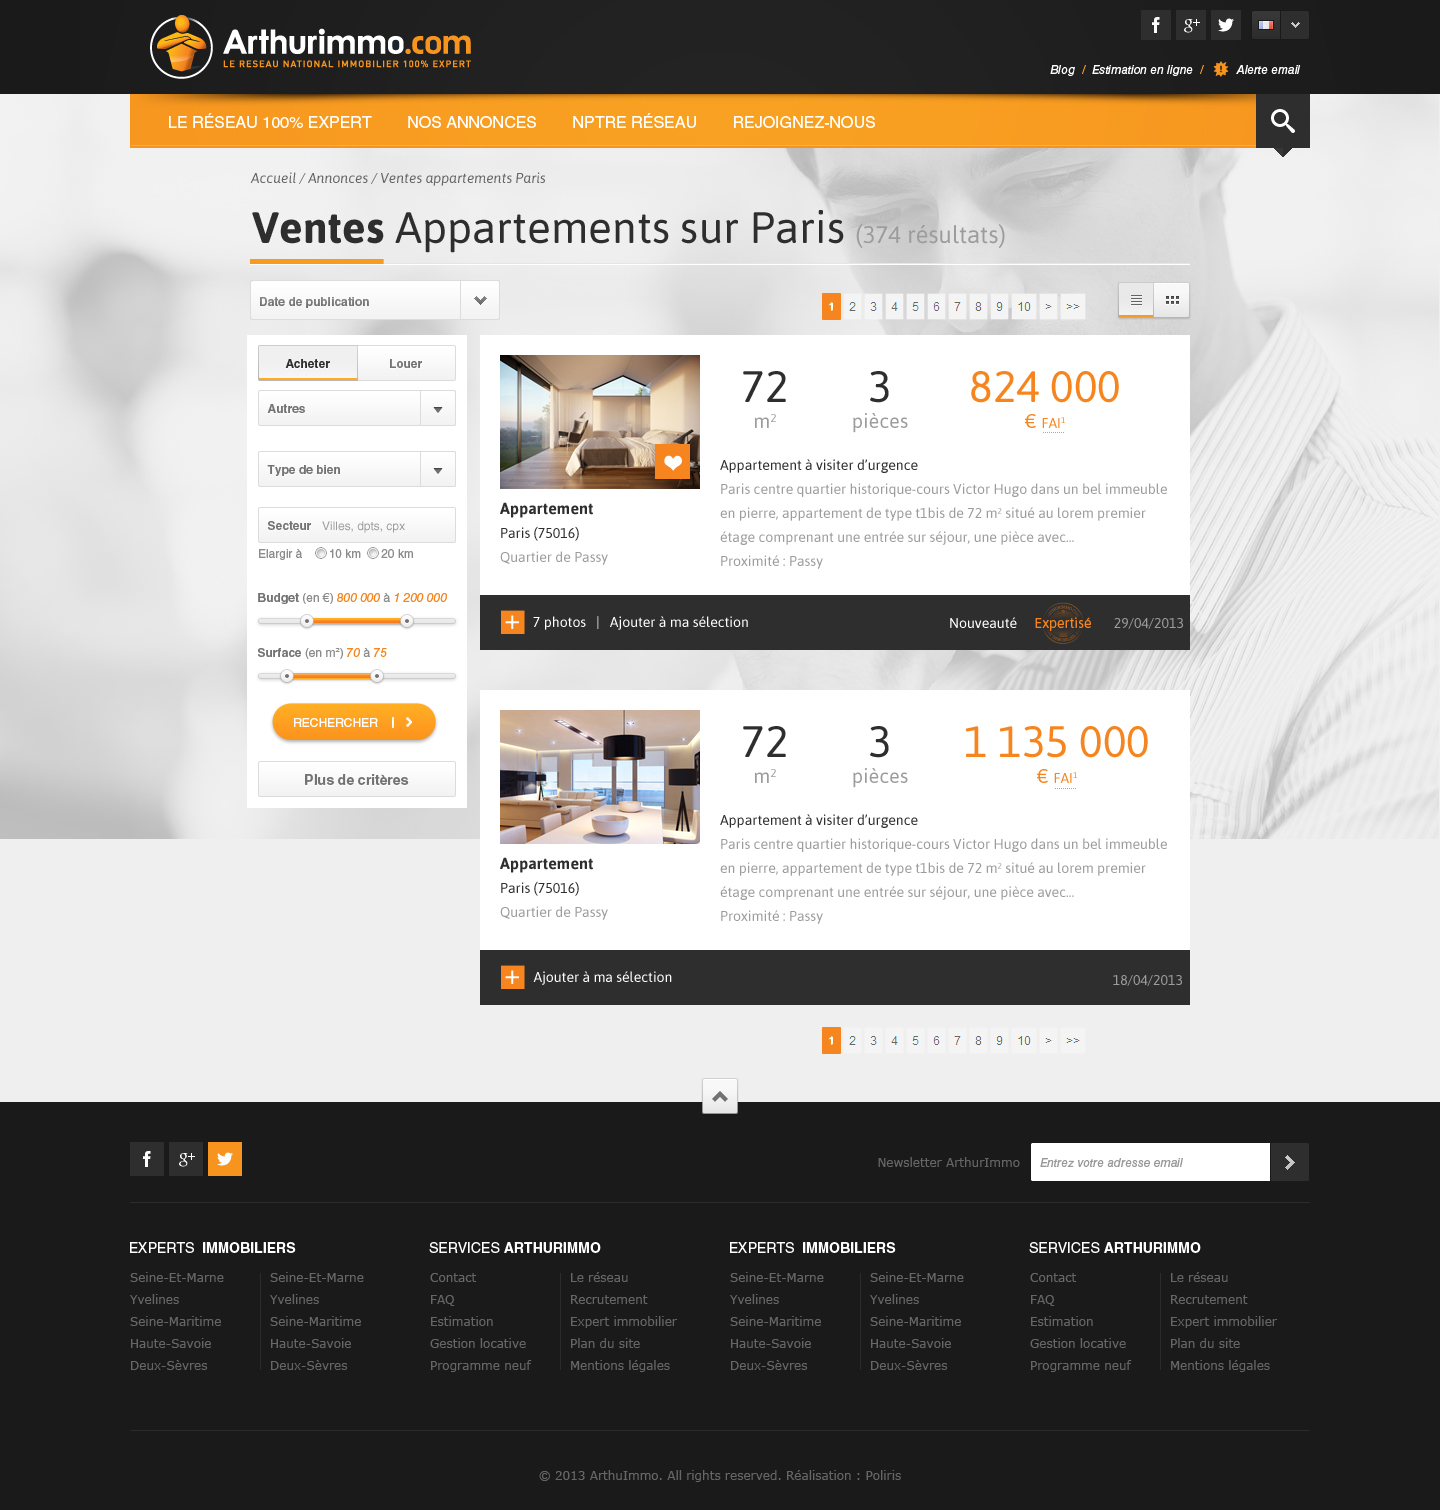 Arthurimmo.com
LE RESEAU NATIONAL IMMOBILIER 100% EXPERT
Blog / Estimation en ligne / Alerte email
LE RÉSEAU 100% EXPERT NOS ANNONCES NPTRE RÉSEAU REJOIGNEZ-NOUS
Accueil / Annonces / Ventes appartements Paris
Ventes Appartements sur Paris (374 résultats)
Date de publication
1 2 3 4 5 6 7 8 9 10 > >>
Acheter Louer
Autres
Type de bien
Secteur Villes, dpts, cpx
Elargir à 10 km 20 km
Budget (en €) 800 000 à 1 200 000
Surface (en m²) 70 à 75
RECHERCHER
Plus de critères
72 3 824 000
m² pièces € FAI¹
Appartement à visiter d’urgence
Paris centre quartier historique-cours Victor Hugo dans un bel immeuble
en pierre, appartement de type t1bis de 72 m² situé au lorem premier
étage comprenant une entrée sur séjour, une pièce avec...
Proximité : Passy
Appartement
Paris (75016)
Quartier de Passy
7 photos | Ajouter à ma sélection
Nouveauté Expertisé 29/04/2013
72 3 1 135 000
m² pièces € FAI¹
Appartement à visiter d’urgence
Paris centre quartier historique-cours Victor Hugo dans un bel immeuble
en pierre, appartement de type t1bis de 72 m² situé au lorem premier
étage comprenant une entrée sur séjour, une pièce avec...
Proximité : Passy
Appartement
Paris (75016)
Quartier de Passy
Ajouter à ma sélection
18/04/2013
1 2 3 4 5 6 7 8 9 10 > >>
Newsletter ArthurImmo Entrez votre adresse email
EXPERTS IMMOBILIERS SERVICES ARTHURIMMO EXPERTS IMMOBILIERS SERVICES ARTHURIMMO
Seine-Et-Marne Seine-Et-Marne Contact Le réseau Seine-Et-Marne Seine-Et-Marne Contact Le réseau
Yvelines Yvelines FAQ Recrutement Yvelines Yvelines FAQ Recrutement
Seine-Maritime Seine-Maritime Estimation Expert immobilier Seine-Maritime Seine-Maritime Estimation Expert immobilier
Haute-Savoie Haute-Savoie Gestion locative Plan du site Haute-Savoie Haute-Savoie Gestion locative Plan du site
Deux-Sèvres Deux-Sèvres Programme neuf Mentions légales Deux-Sèvres Deux-Sèvres Programme neuf Mentions légales
© 2013 ArthuImmo. All rights reserved. Réalisation : Poliris